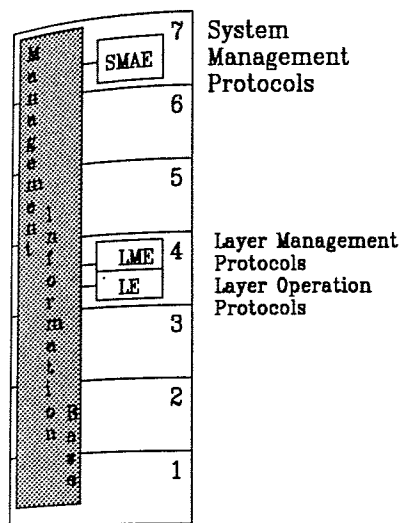 7
System
Management
Protocols
SMAE
6
5
4
Layer Management
Protocols
LME
Layer Operation
Protocols
LE
3
2
1
Management
Information
Base